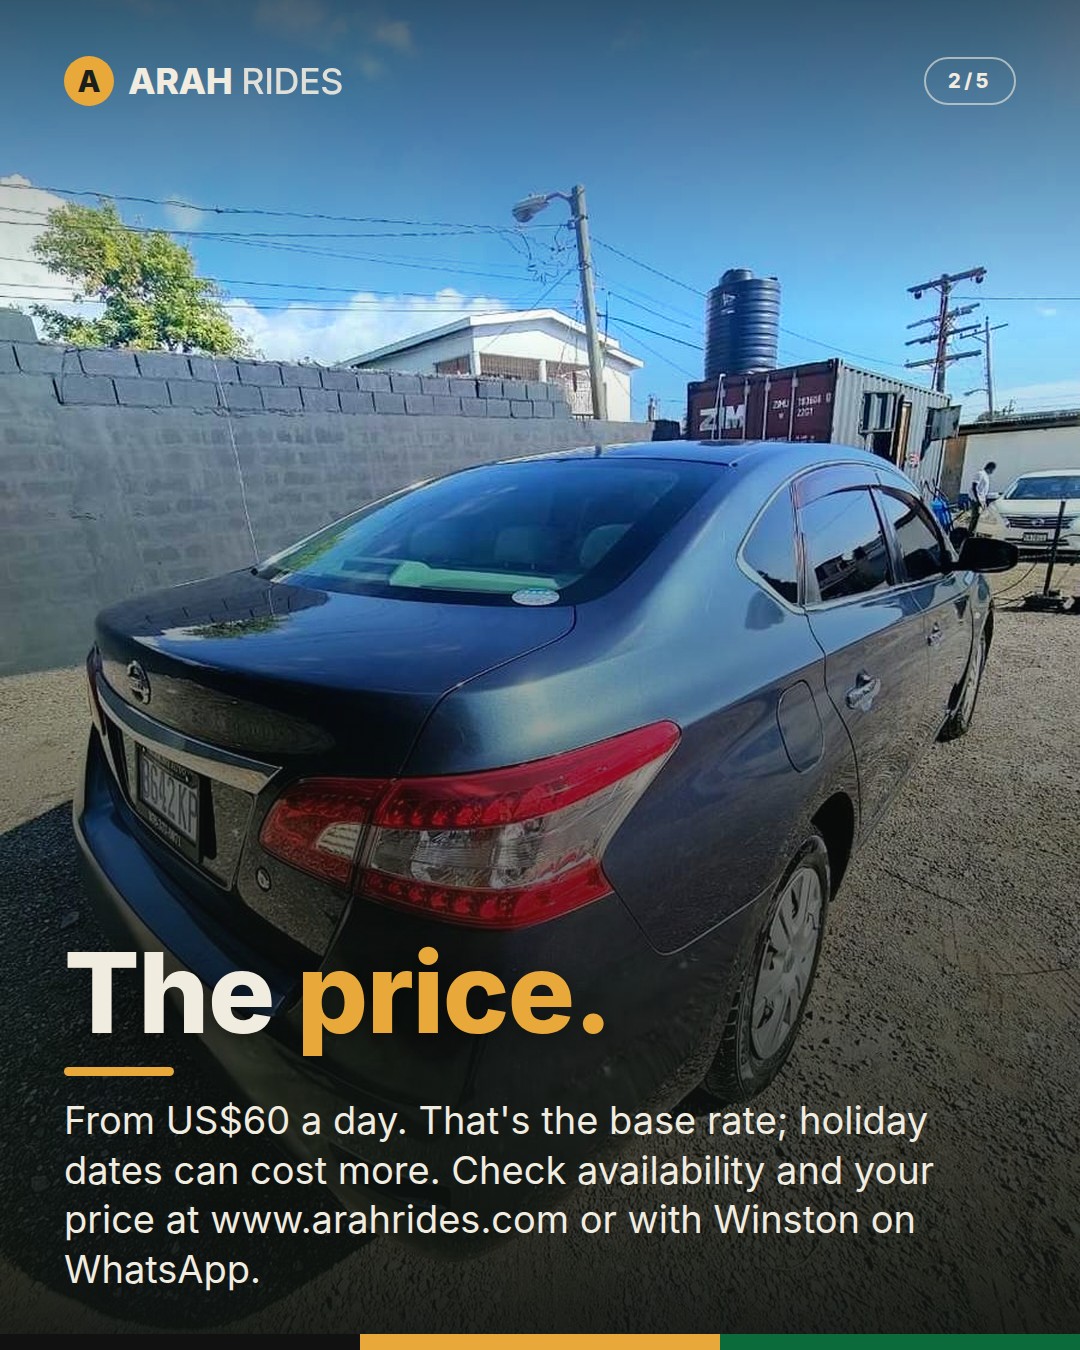 A ARAH RIDES
2/5
ZIM
The price.
From US$60 a day. That's the base rate; holiday
dates can cost more. Check availability and your
price at www.arahrides.com or with Winston on
WhatsApp.